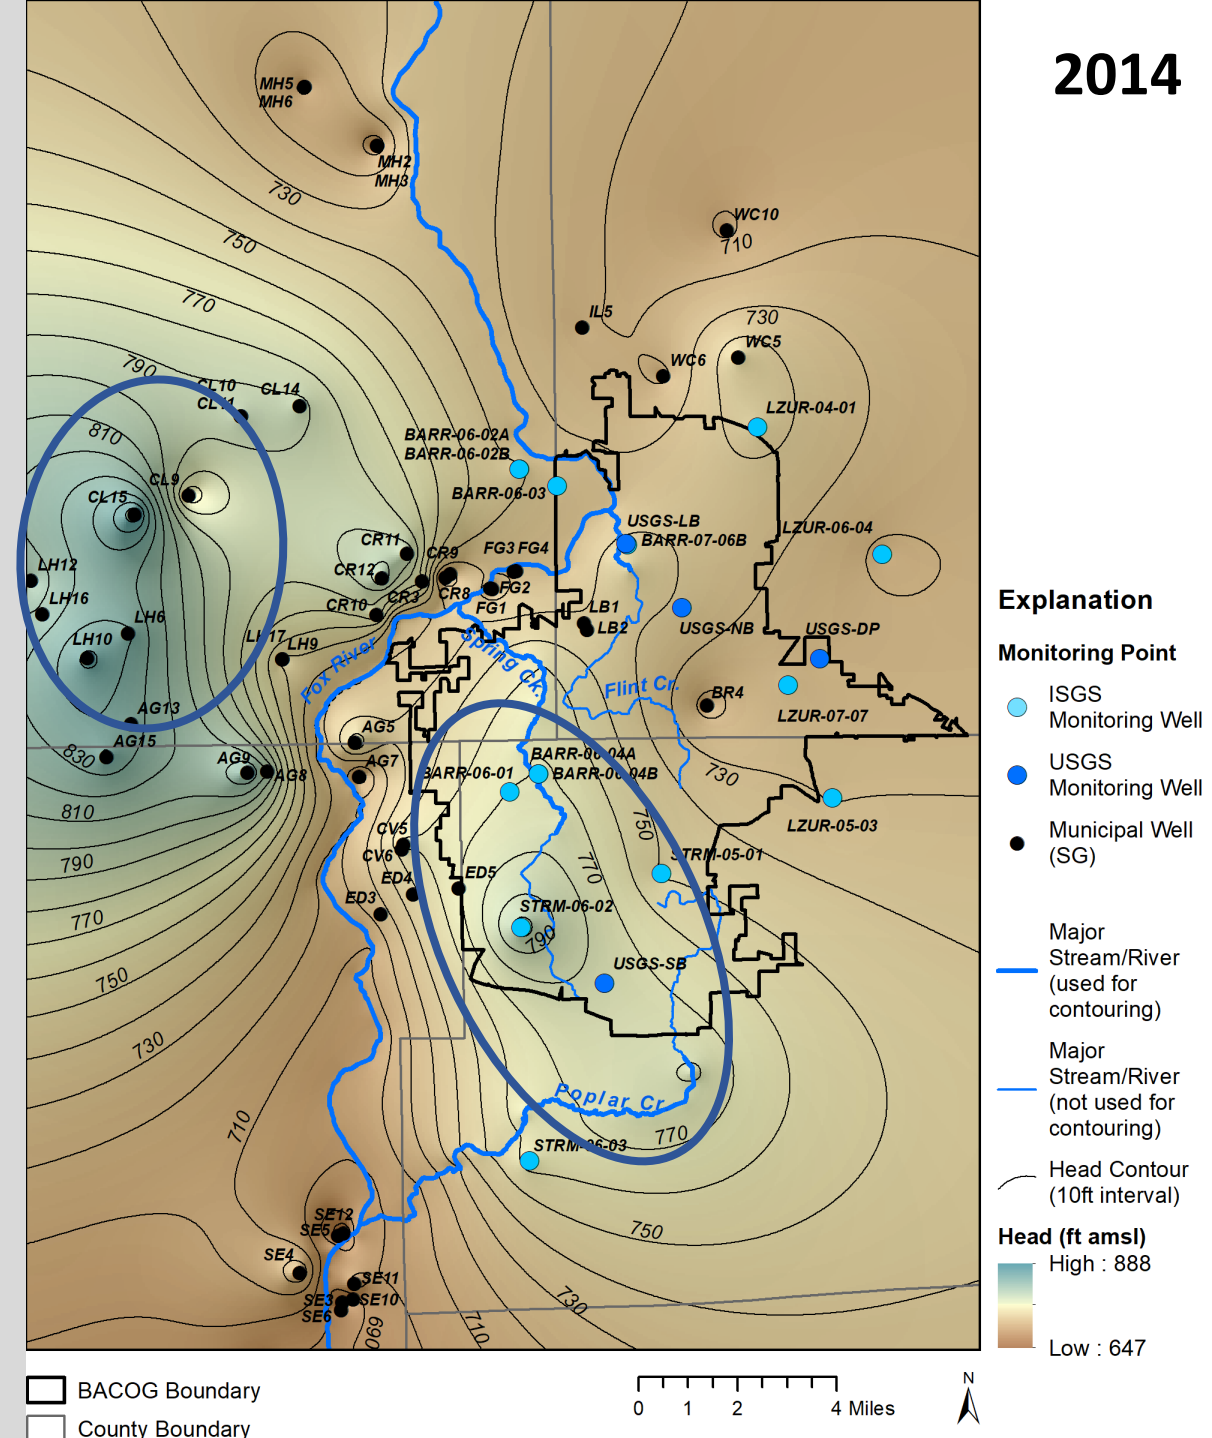 2014
MH5
MH6
MH2
MH3
730
WC10
710
750
770
IL5
730
WC5
WC6
790
CL10
CL14
CL11
LZUR-04-01
810
BARR-06-02A
BARR-06-02B
CL9
BARR-06-03
CL15
USGS-LB
LZUR-06-04
BARR-07-06B
CR11
CR9
FG3 FG4
LH12
CR12
CR3
CR8
FG2
LH16
CR10
FG1
LB1
LH6
LB2
USGS-NB
USGS-DP
LH10
LH17
LH9
Fox River
Spring Ck.
Flint Cr.
BR4
AG13
LZUR-07-07
AG5
AG15
830
AG9
AG8
AG7
BARR-06-04A
BARR-06-01
BARR-06-04B
730
810
750
LZUR-05-03
CV5
CV6
STRM-05-01
790
770
ED4
ED5
ED3
STRM-06-02
770
790
USGS-SB
750
730
Poplar Cr.
710
770
STRM-06-03
SE12
SE5
750
SE4
SE11
SE3
SE10
SE6
730
690
710
Explanation
Monitoring Point
ISGS
Monitoring Well
USGS
Monitoring Well
Municipal Well
(SG)
Major
Stream/River
(used for
contouring)
Major
Stream/River
(not used for
contouring)
Head Contour
(10ft interval)
Head (ft amsl)
High : 888
Low : 647
BACOG Boundary
County Boundary
0 1 2 4 Miles
N